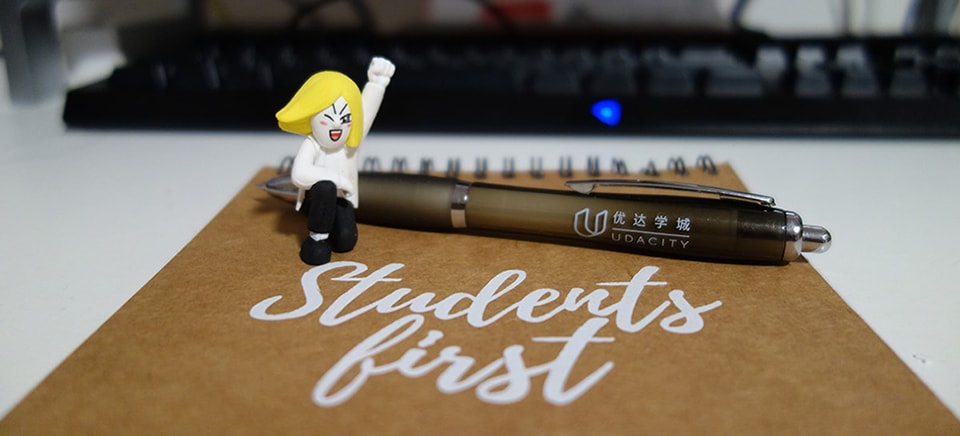 优达学城
UDACITY
Students
first